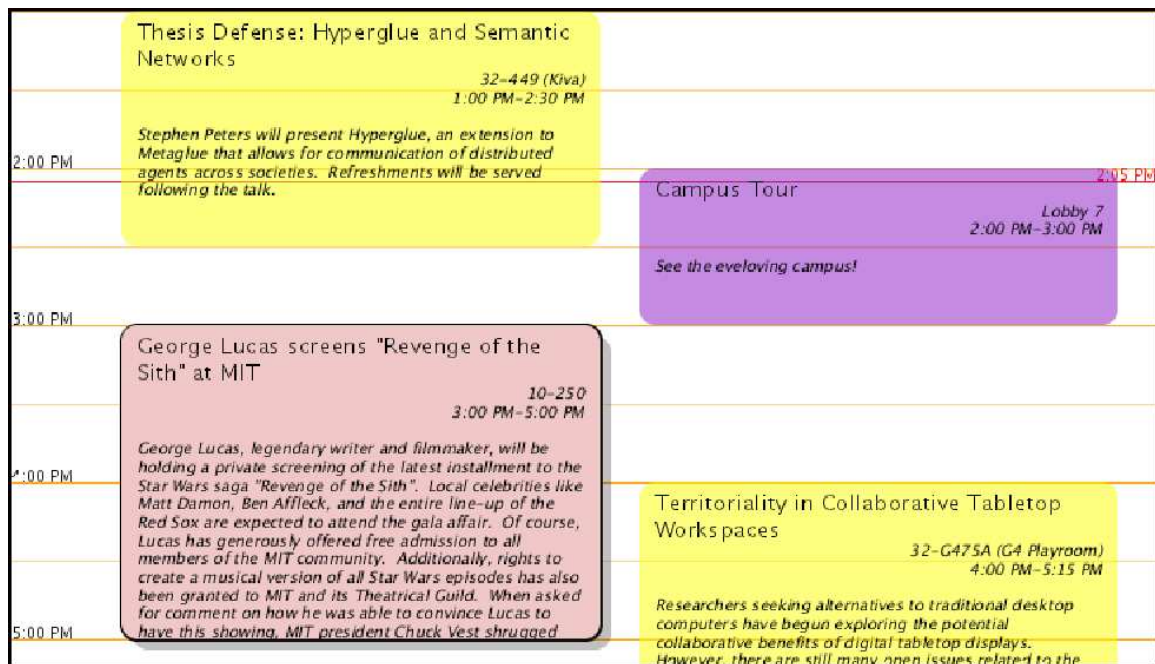 Thesis Defense: Hyperglue and Semantic
Networks
32-449 (Kiva)
1:00 PM-2:30 PM
Stephen Peters will present Hyperglue, an extension to
Metaglue that allows for communication of distributed
agents across societies. Refreshments will be served
following the talk.
2:00 PM
2:05 PM
Campus Tour
Lobby 7
2:00 PM-3:00 PM
See the eveloving campus!
3:00 PM
George Lucas screens "Revenge of the
Sith" at MIT
10-250
3:00 PM-5:00 PM
George Lucas, legendary writer and filmmaker, will be
holding a private screening of the latest installment to the
Star Wars saga "Revenge of the Sith". Local celebrities like
Matt Damon, Ben Affleck, and the entire line-up of the
Red Sox are expected to attend the gala affair. Of course,
Lucas has generously offered free admission to all
members of the MIT community. Additionally, rights to
create a musical version of all Star Wars episodes has also
been granted to MIT and its Theatrical Guild. When asked
for comment on how he was able to convince Lucas to
have this showing, MIT president Chuck Vest shrugged
:00 PM
Territoriality in Collaborative Tabletop
Workspaces
32-G475A (G4 Playroom)
4:00 PM-5:15 PM
Researchers seeking alternatives to traditional desktop
computers have begun exploring the potential
collaborative benefits of digital tabletop displays.
However, there are still many open issues related to the
5:00 PM